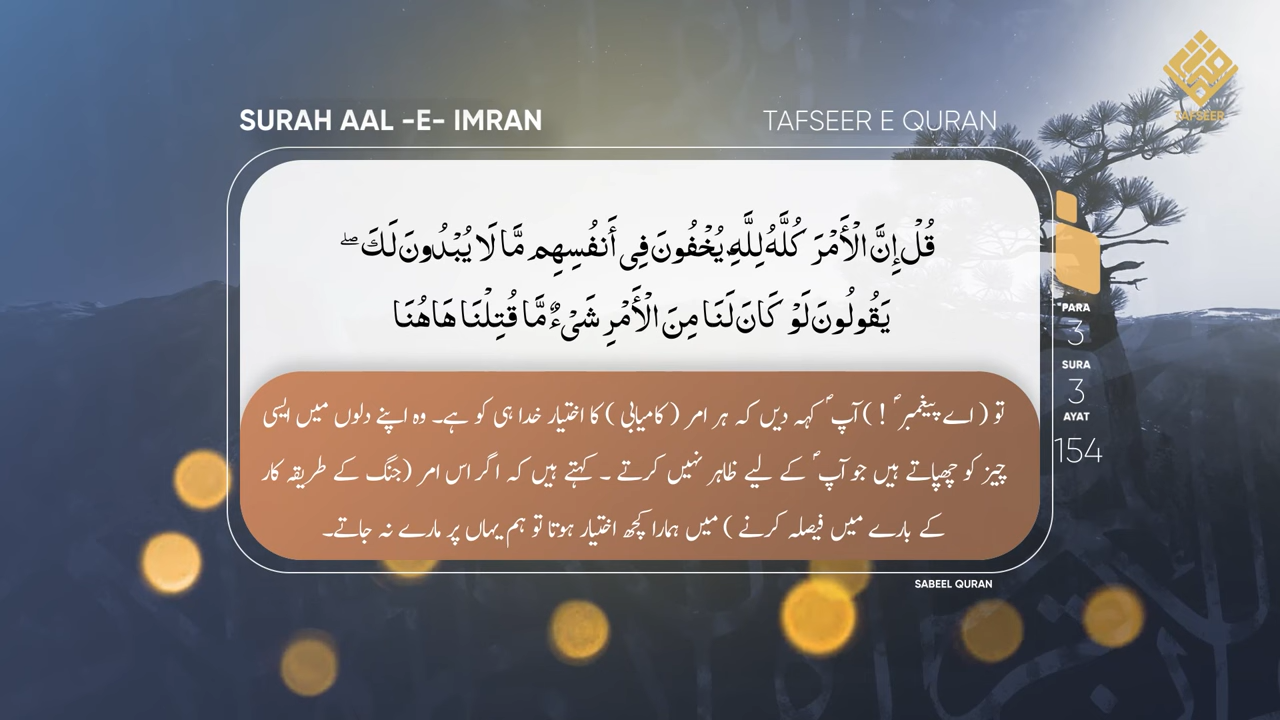 TAFSEER
SURAH AAL -E- IMRAN
TAFSEER E QURAN
قُلْ إِنَّ الْأَمْرَ كُلَّهُ لِلَّهِ يُخْفُونَ فِى أَنفُسِهِم مَّا لَا يُبْدُونَ لَكَ ۖ
يَقُولُونَ لَوْ كَانَ لَنَا مِنَ الْأَمْرِ شَىْءٌ مَّا قُتِلْنَا هَاهُنَا
تو ( اے پیغمبرؐ ! ) آپؐ کہہ دیں کہ ہر امر ( کامیابی ) کا اختیار خدا ہی کو ہے۔ وہ اپنے دلوں میں ایسی
چیز کو چھپاتے ہیں جو آپؐ کے لیے ظاہر نہیں کرتے ۔ کہتے ہیں کہ اگر اس امر (جنگ کے طریقہ کار
کے بارے میں فیصلہ کرنے ) میں ہمارا کچھ اختیار ہوتا تو ہم یہاں پر مارے نہ جاتے۔
PARA
3
SURA
3
AYAT
154
SABEEL QURAN